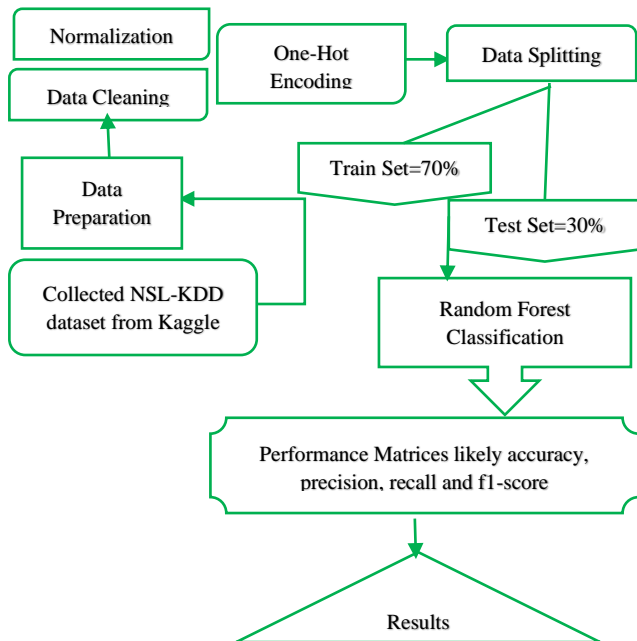 Normalization
One-Hot
Encoding
Data Splitting
Data Cleaning
Train Set=70%
Data
Preparation
Test Set=30%
Collected NSL-KDD
dataset from Kaggle
Random Forest
Classification
Performance Matrices likely accuracy,
precision, recall and f1-score
Results